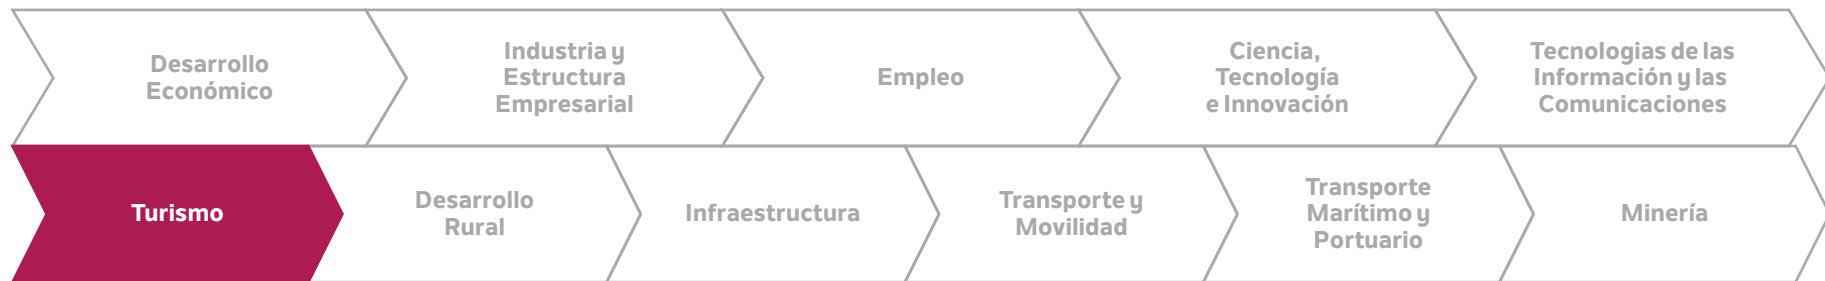 Desarrollo
Económico
Industria y
Estructura
Empresarial
Empleo
Ciencia,
Tecnología
e Innovación
Tecnologias de las
Información y las
Comunicaciones
Turismo
Desarrollo
Rural
Infraestructura
Transporte y
Movilidad
Transporte
Marítimo y
Portuario
Minería